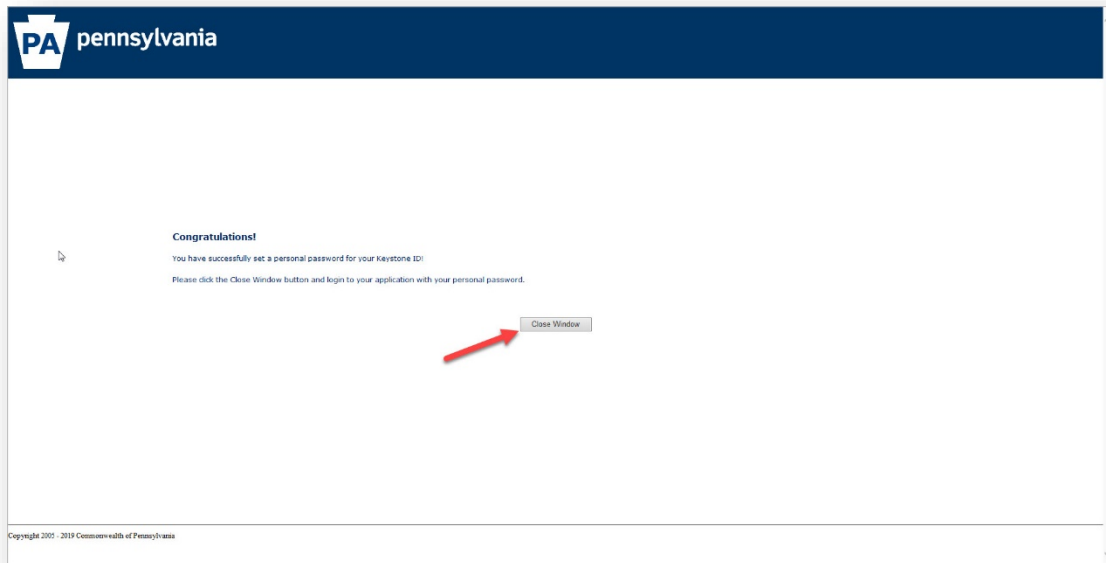 PA pennsylvania
Congratulations!
You have successfully set a personal password for your Keystone ID!
Please click the Close Window button and login to your application with your personal password.
Close Window
Copyright 2005 - 2019 Commonwealth of Pennsylvania